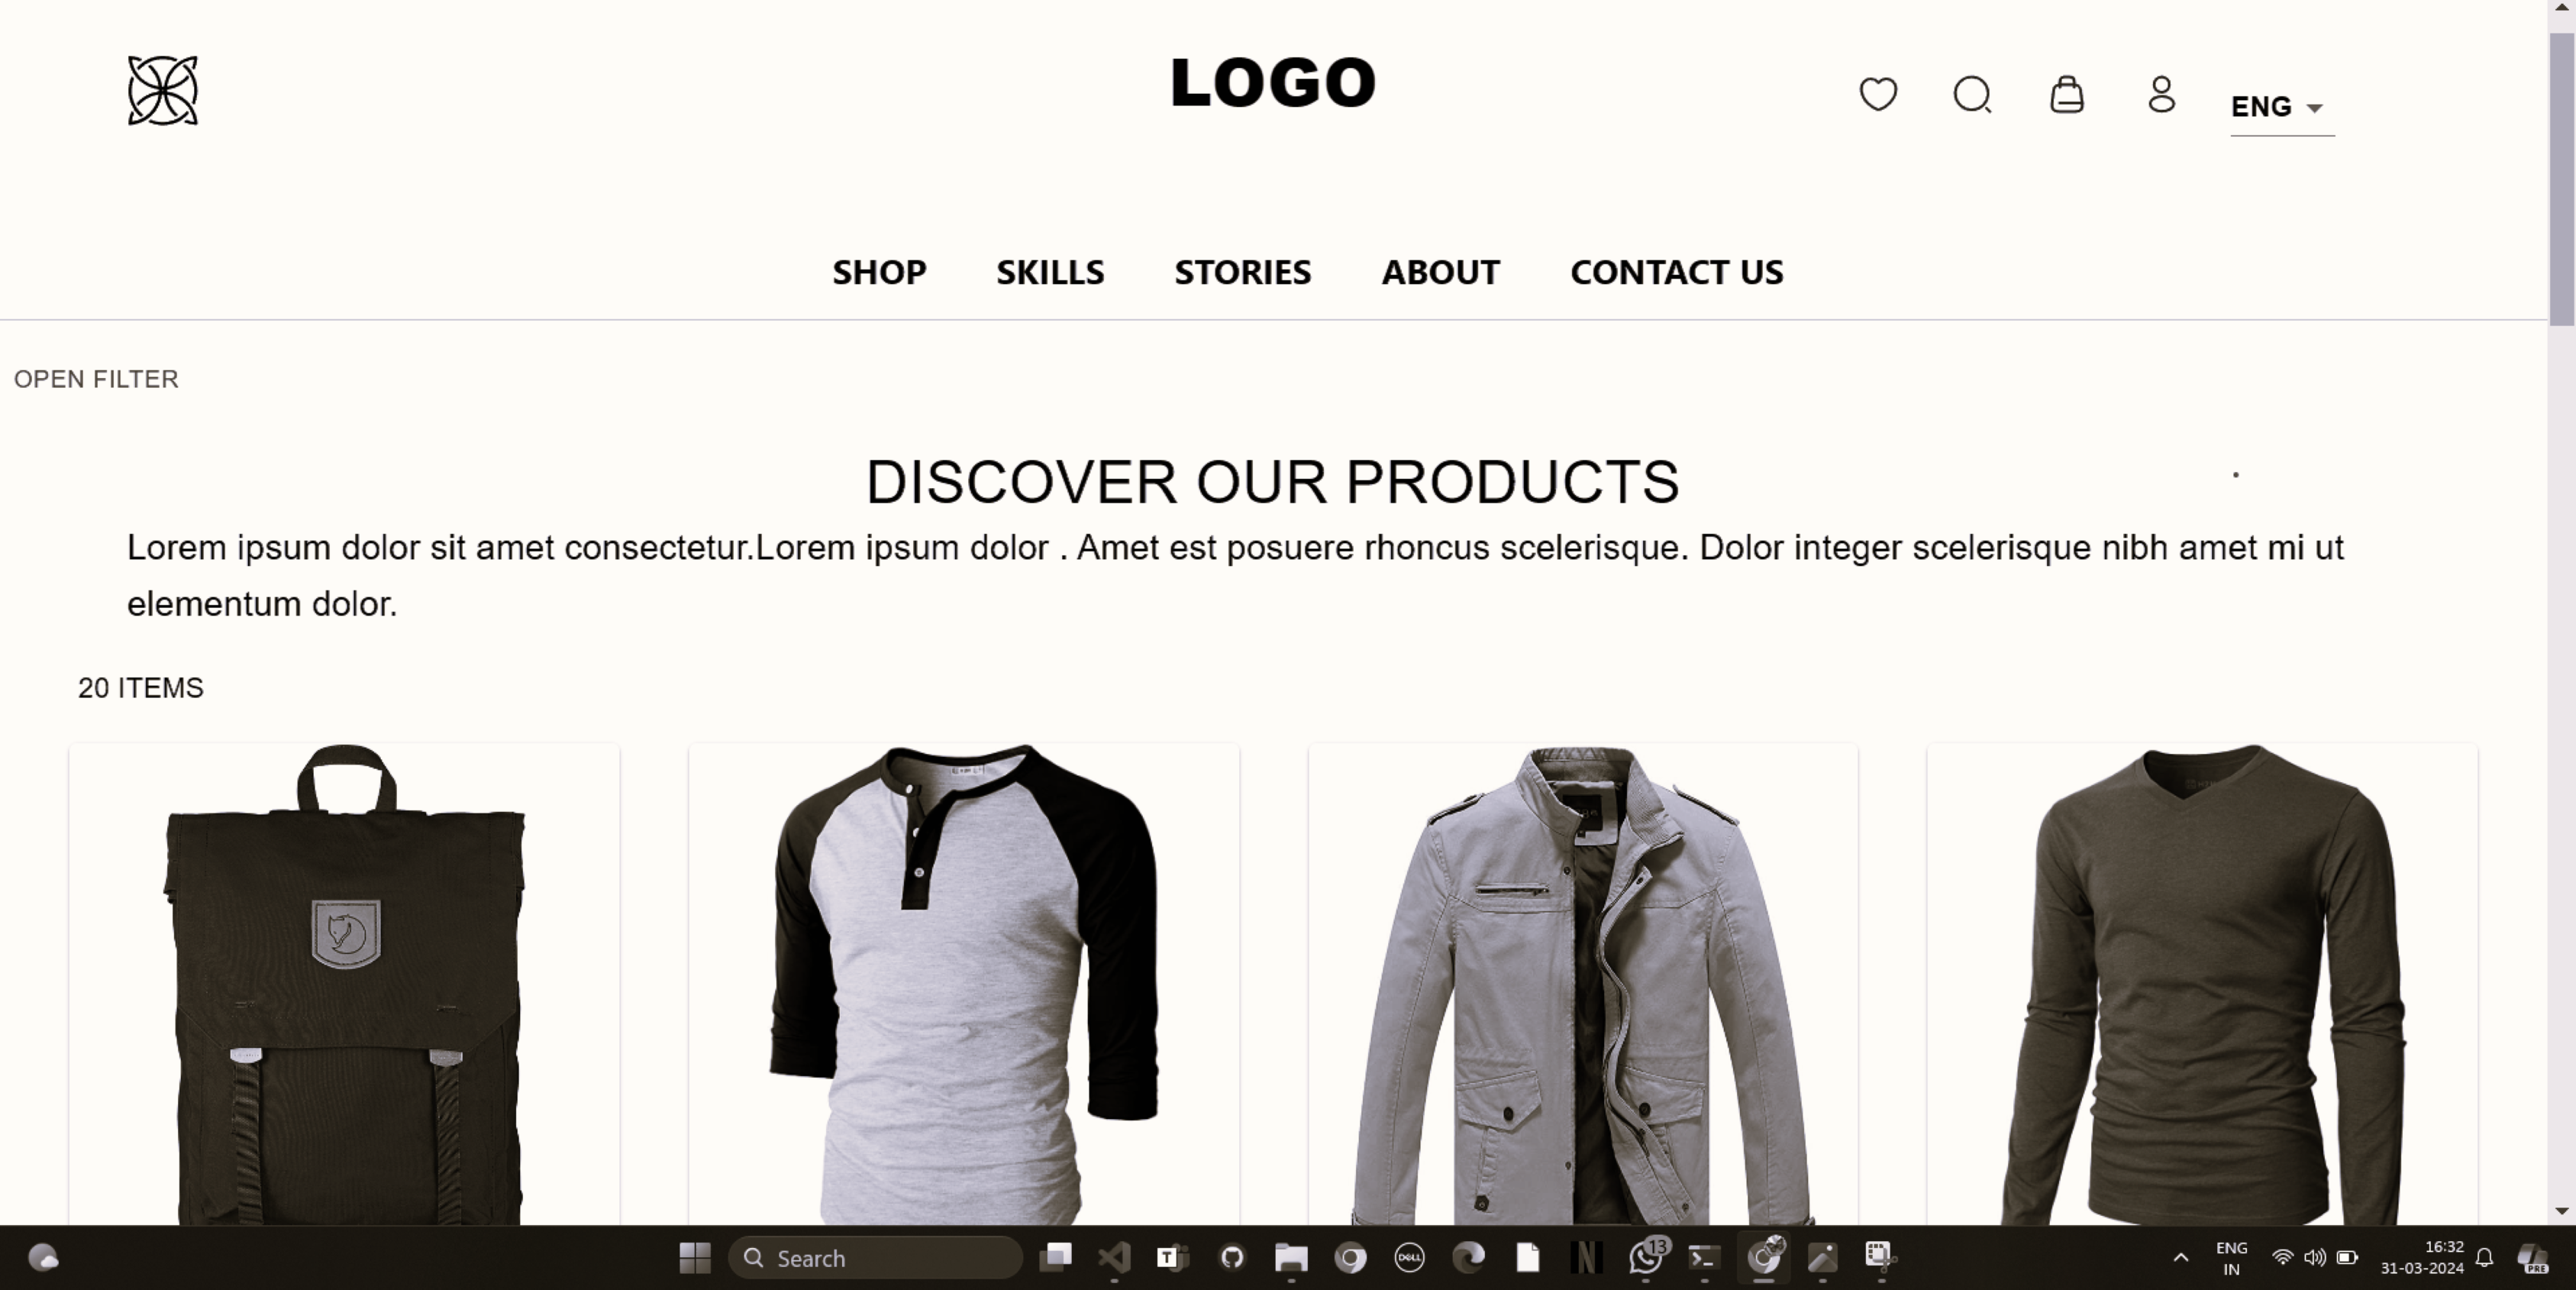 LOGO
ENG
SHOP SKILLS STORIES ABOUT CONTACT US
OPEN FILTER
DISCOVER OUR PRODUCTS
Lorem ipsum dolor sit amet consectetur.Lorem ipsum dolor . Amet est posuere rhoncus scelerisque. Dolor integer scelerisque nibh amet mi ut
elementum dolor.
20 ITEMS
Search
T
DELL
N
13
ENG
IN
16:32
31-03-2024
PRE